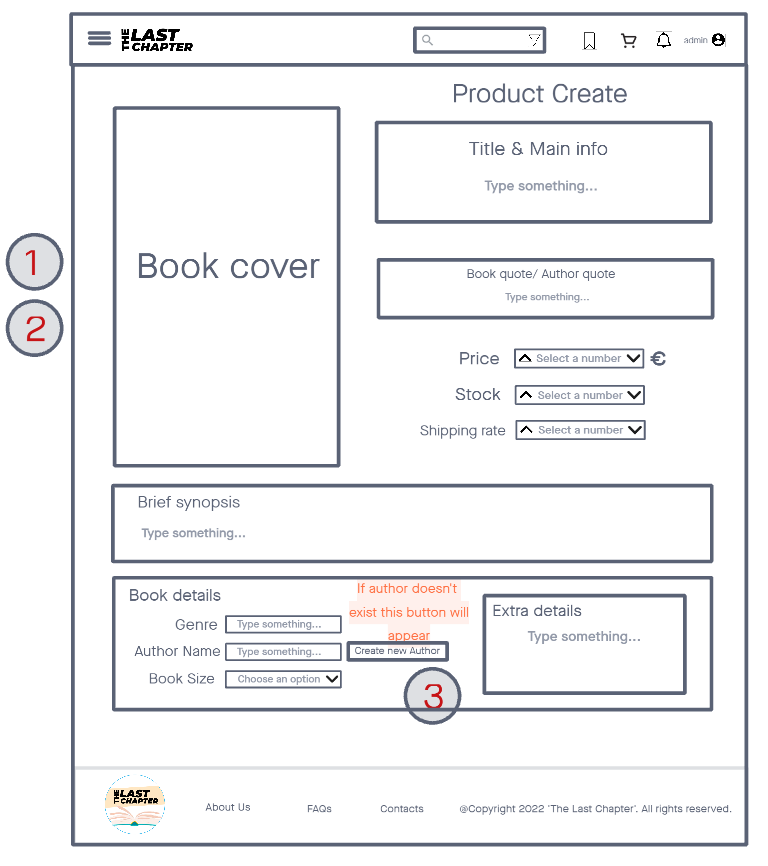 THE LAST CHAPTER
admin
Product Create
Book cover
Title & Main info
Type something...
1
2
Book quote/ Author quote
Type something...
Price Select a number €
Stock Select a number
Shipping rate Select a number
Brief synopsis
Type something...
Book details
Genre Type something...
Author Name Type something...
Book Size Choose an option
If author doesn't
exist this button will
appear
Create new Author
3
Extra details
Type something...
THE LAST CHAPTER
About Us
FAQs
Contacts
@Copyright 2022 'The Last Chapter'. All rights reserved.